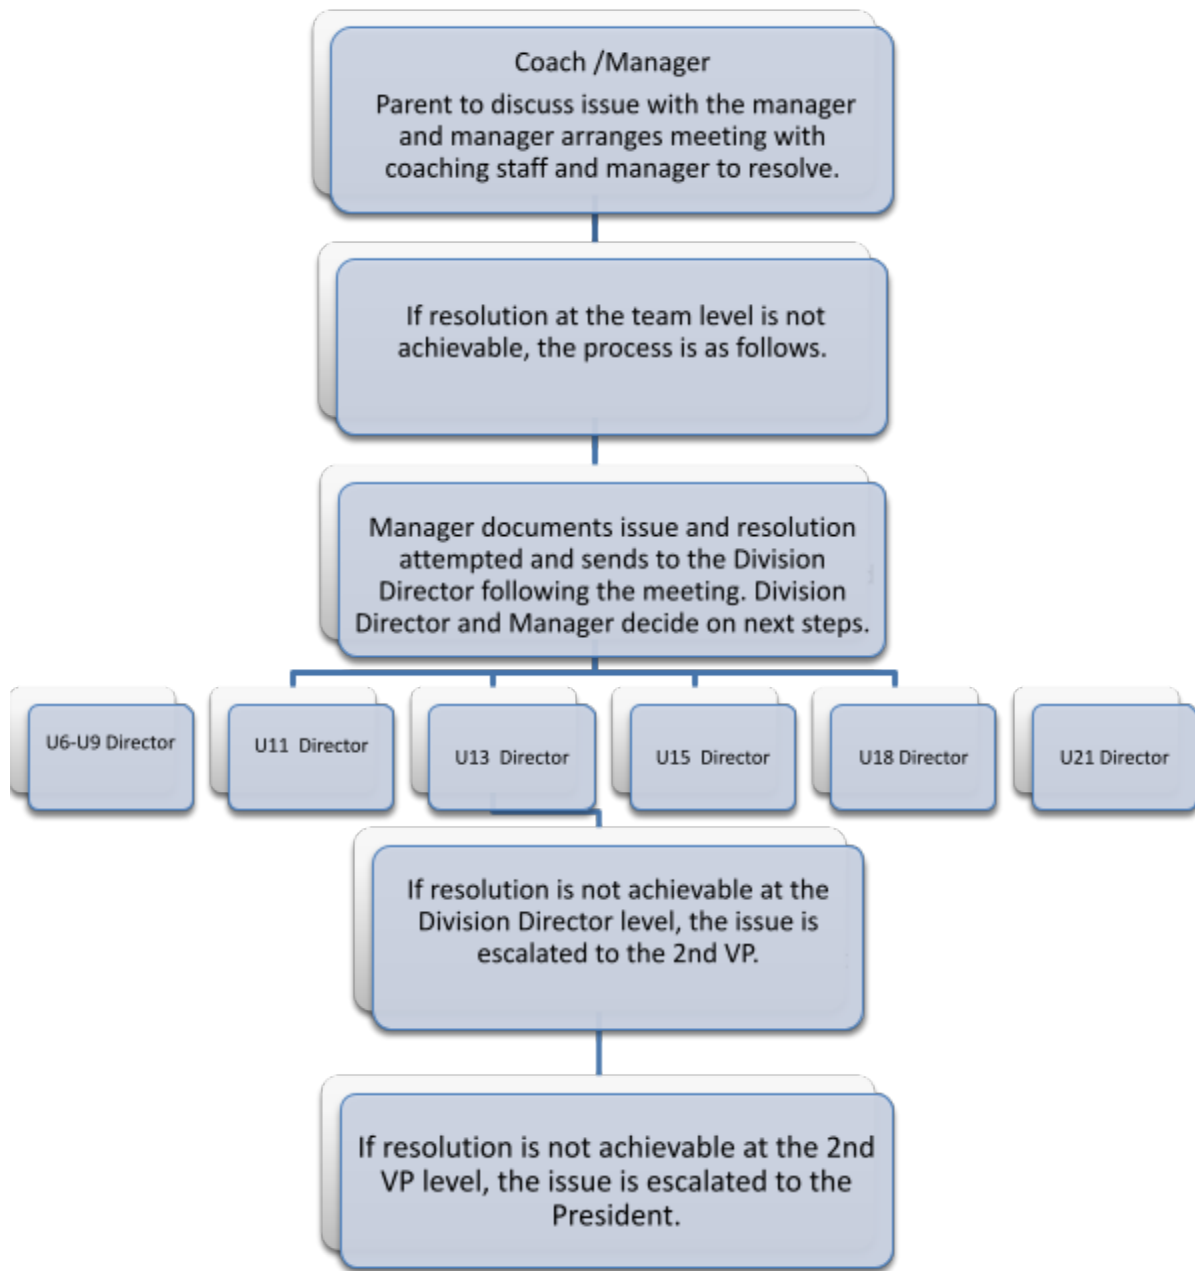 Coach /Manager
Parent to discuss issue with the manager
and manager arranges meeting with
coaching staff and manager to resolve.
If resolution at the team level is not
achievable, the process is as follows.
Manager documents issue and resolution
attempted and sends to the Division
Director following the meeting. Division
Director and Manager decide on next steps.
U6-U9 Director
U11 Director
U13 Director
U15 Director
U18 Director
U21 Director
If resolution is not achievable at the
Division Director level, the issue is
escalated to the 2nd VP.
If resolution is not achievable at the 2nd
VP level, the issue is escalated to the
President.